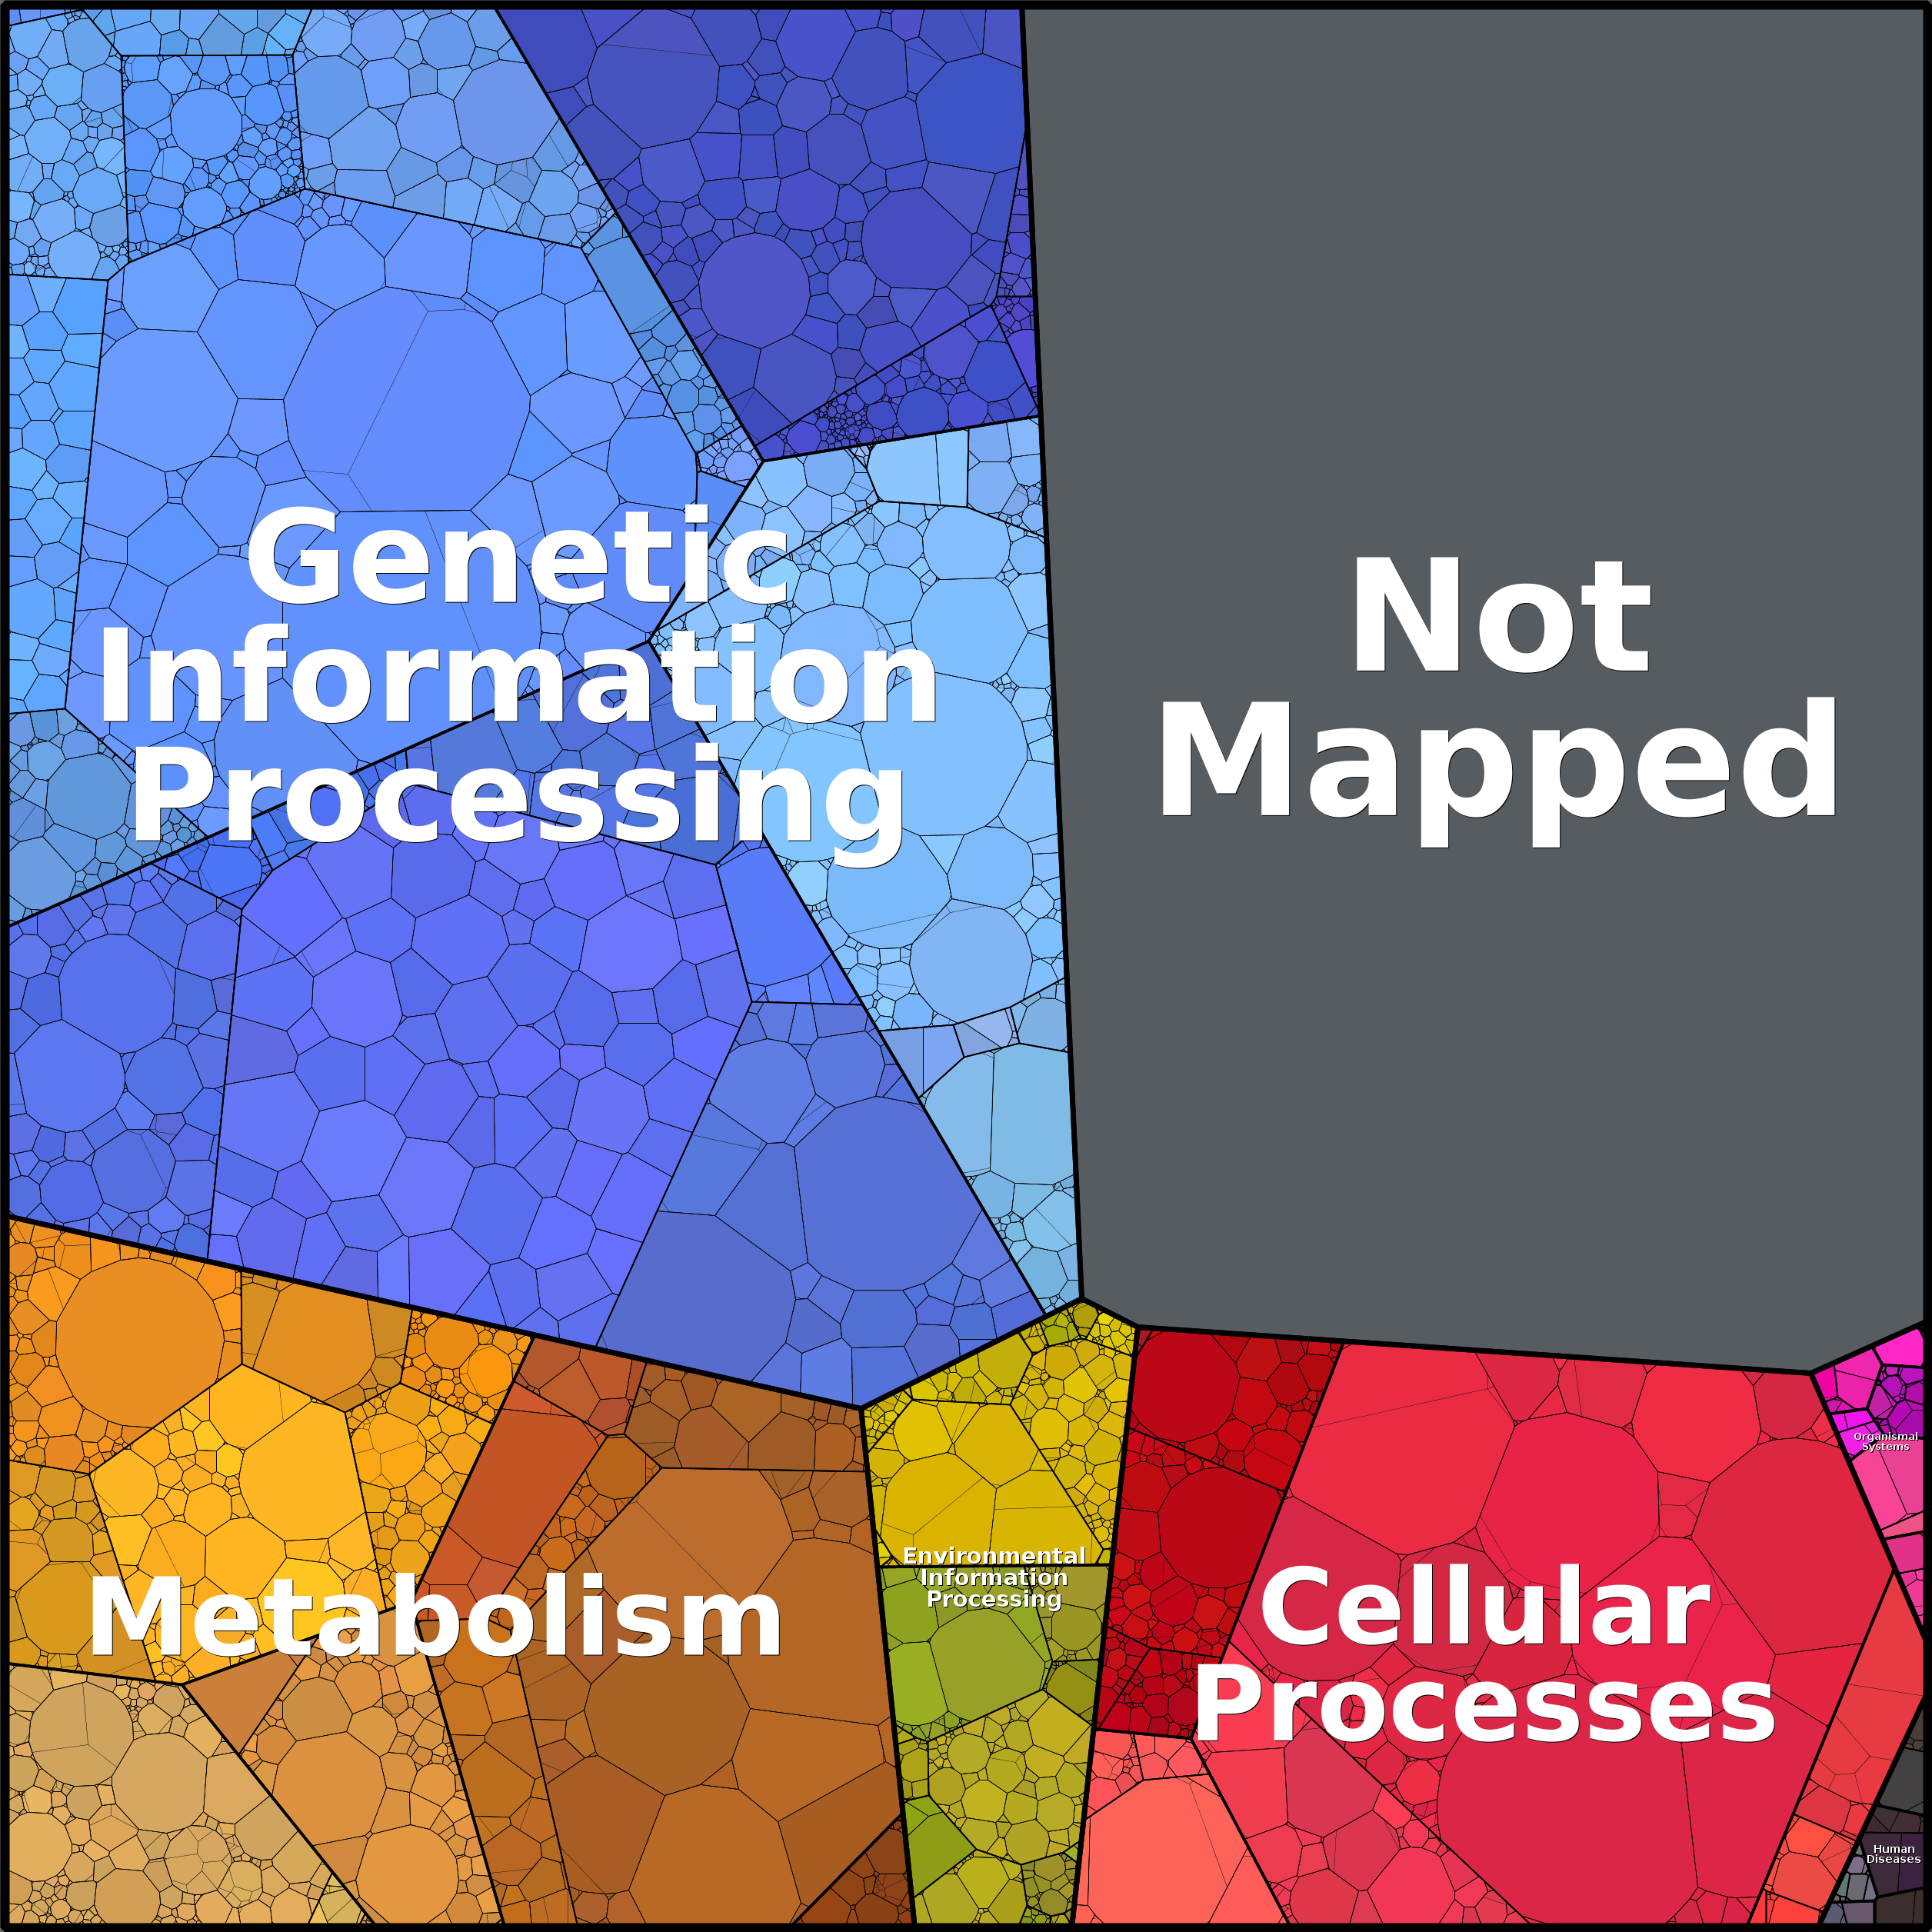 Genetic
Information
Processing
Not
Mapped
Metabolism
Environmental
Information
Processing
Cellular
Processes
Organismal
Systems
Human
Diseases